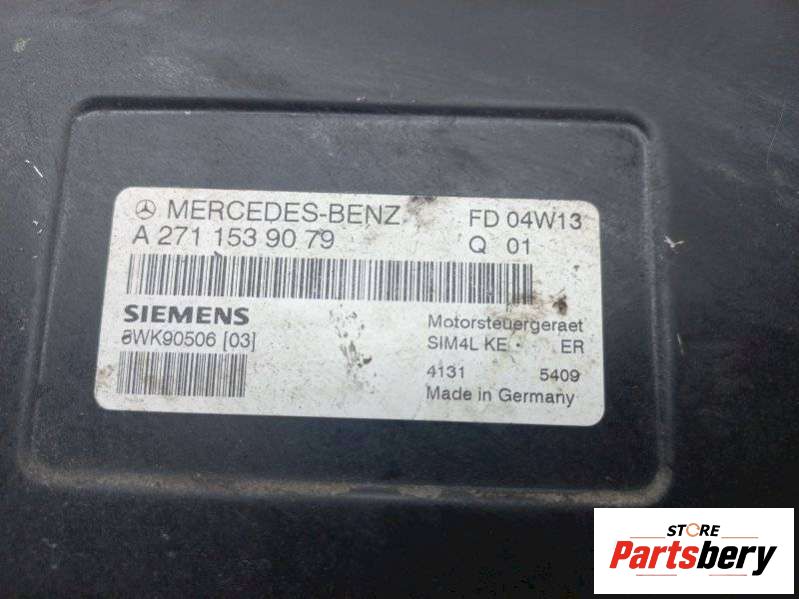 MERCEDES-BENZ FD 04W13
A 271 153 90 79 Q 01
SIEMENS Motorsteuergeraet
5WK90506 [03] SIM4L KE ER
4131 5409
Made in Germany
STORE
Partsbery